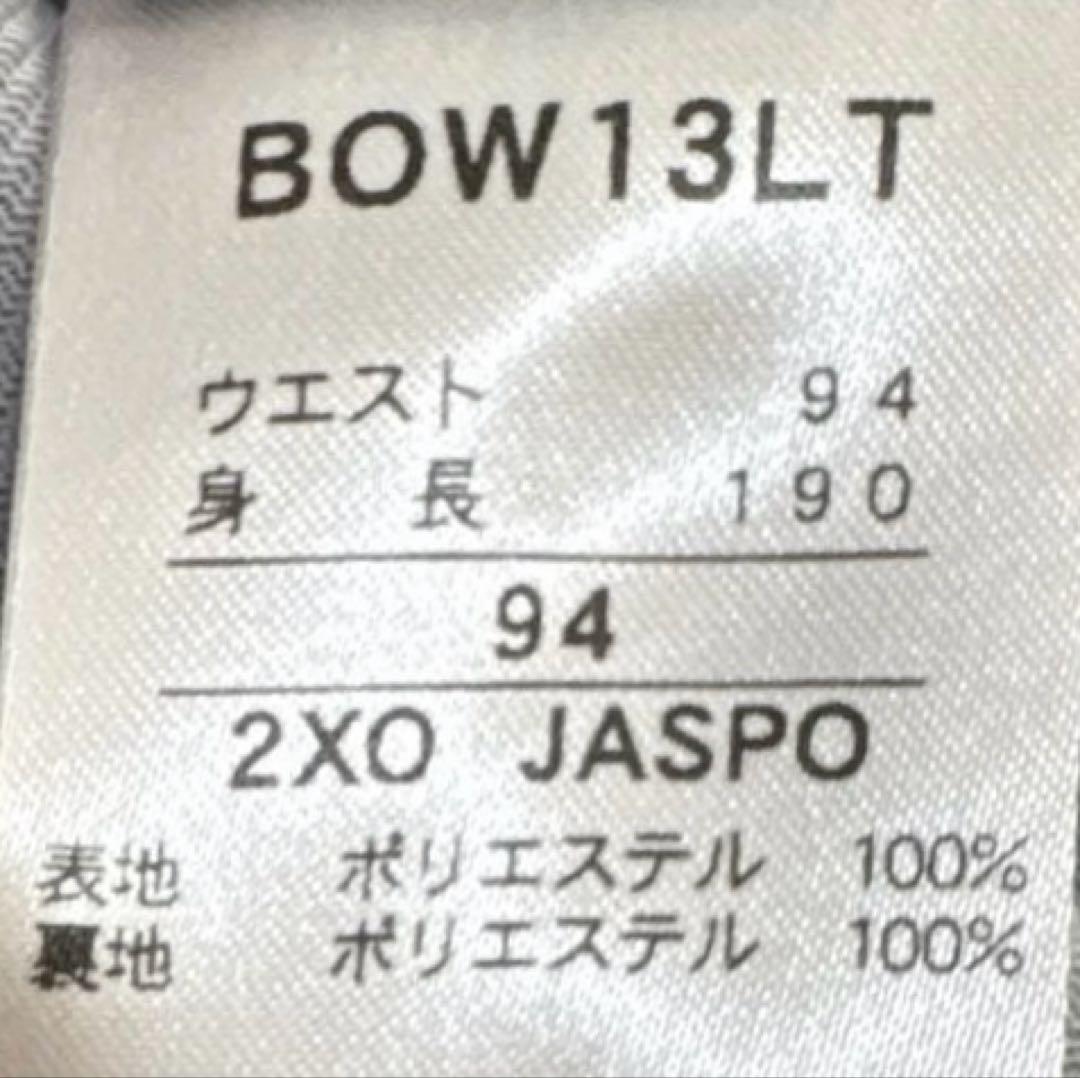 BOW13LT
ウエスト 94
身長 190
94
2XO JASPO
表地 ポリエステル 100%
裏地 ポリエステル 100%